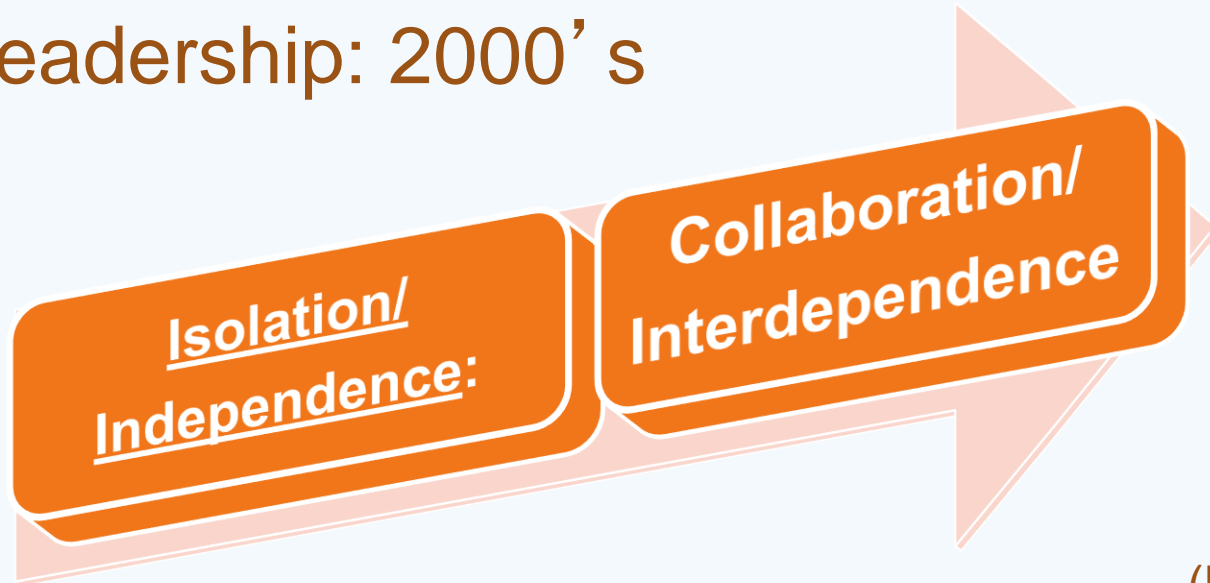 eadership: 2000’s
Isolation/
Independence:
Collaboration/
Interdependence